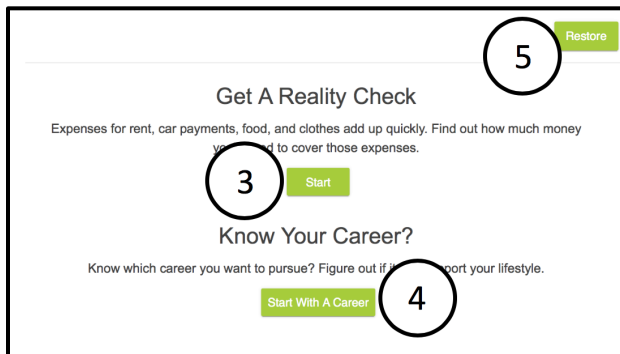 Restore
5
Get A Reality Check
Expenses for rent, car payments, food, and clothes add up quickly. Find out how much money
to cover those expenses.
3
Start
Know Your Career?
Know which career you want to pursue? Figure out if your lifestyle.
Start With A Career
4